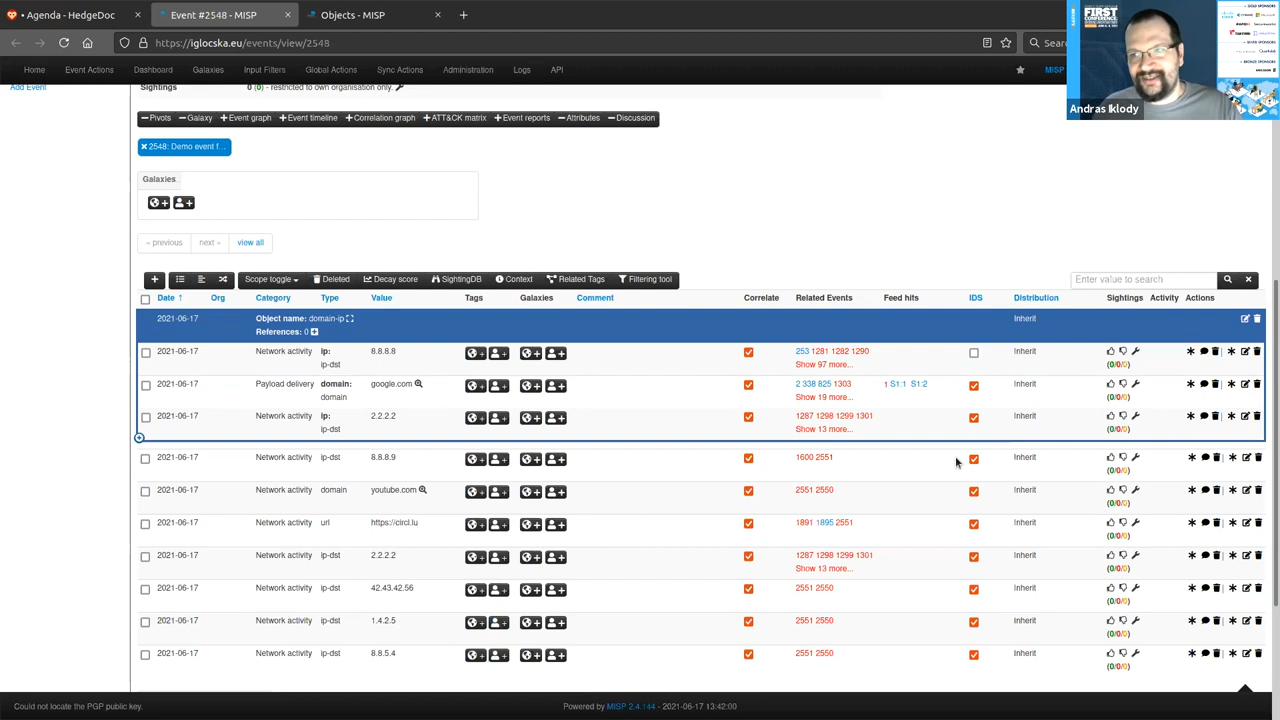 Agenda - HedgeDoc
Event #2548 - MISP
Objects - MISP
https://iglocska.eu/events/view/2548
Home Event Actions Dashboard Galaxies Input Filters Global Actions Sync Actions Administration Logs API MISP
FIRST
CONFERENCE
Andras Iklody
Add Event
Sightings 0 (0) - restricted to own organisation only.
Pivots Galaxy Event graph Event timeline Correlation graph ATT&CK matrix Event reports Attributes Discussion
2548: Demo event f...
Galaxies
« previous next » view all
Scope toggle Deleted Decay score SightingDB Context Related Tags Filtering tool Enter value to search
Date Org Category Type Value Tags Galaxies Comment Correlate Related Events Feed hits IDS Distribution Sightings Activity Actions
2021-06-17 Object name: domain-ip Inherit
References: 0
2021-06-17 Network activity ip: 8.8.8.8 253 1281 1282 1290 Inherit
ip-dst Show 97 more... (0/0/0)
2021-06-17 Payload delivery domain: google.com 2 338 825 1303 1 S1:1 S1:2 Inherit
domain Show 19 more... (0/0/0)
2021-06-17 Network activity ip: 2.2.2.2 1287 1298 1299 1301 Inherit
ip-dst Show 13 more... (0/0/0)
2021-06-17 Network activity ip-dst 8.8.8.9 1600 2551 Inherit
(0/0/0)
2021-06-17 Network activity domain youtube.com 2551 2550 Inherit
(0/0/0)
2021-06-17 Network activity url https://circl.lu 1891 1895 2551 Inherit
(0/0/0)
2021-06-17 Network activity ip-dst 2.2.2.2 1287 1298 1299 1301 Inherit
Show 13 more... (0/0/0)
2021-06-17 Network activity ip-dst 42.43.42.56 2551 2550 Inherit
(0/0/0)
2021-06-17 Network activity ip-dst 1.4.2.5 2551 2550 Inherit
(0/0/0)
2021-06-17 Network activity ip-dst 8.8.5.4 2551 2550 Inherit
(0/0/0)
Could not locate the PGP public key. Powered by MISP 2.4.144 - 2021-06-17 13:42:00